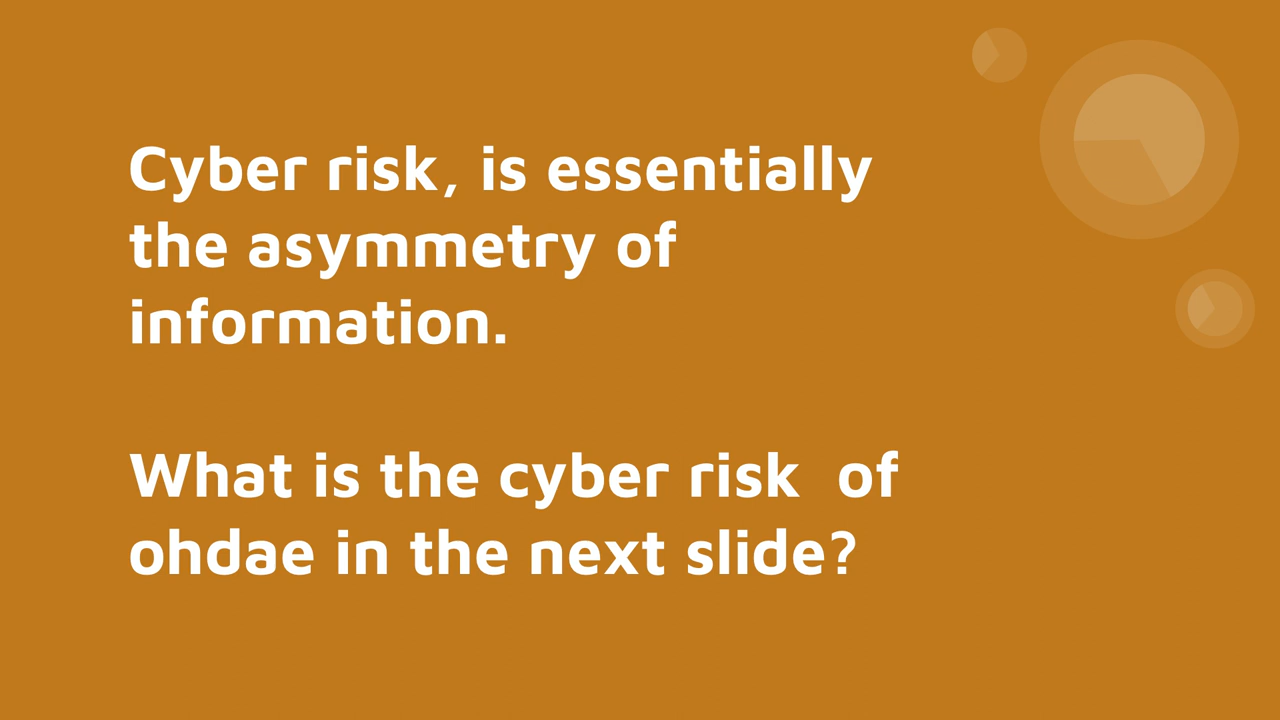 Cyber risk, is essentially
the asymmetry of
information.
What is the cyber risk  of
ohdae in the next slide?